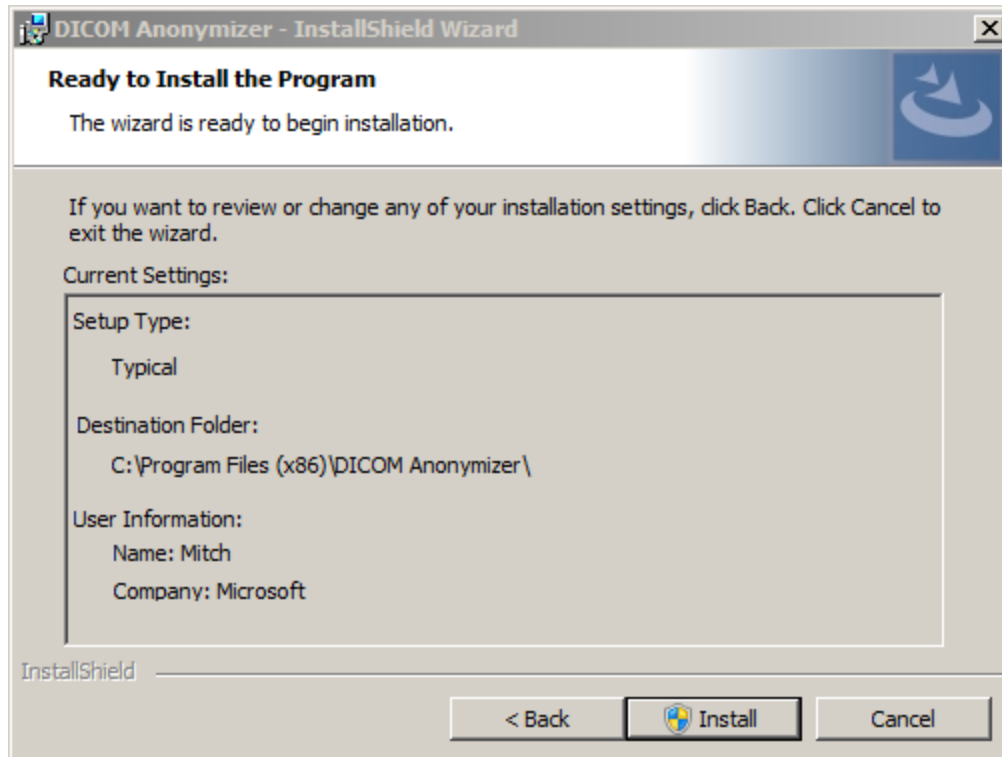 DICOM Anonymizer - InstallShield Wizard
Ready to Install the Program
The wizard is ready to begin installation.
If you want to review or change any of your installation settings, click Back. Click Cancel to
exit the wizard.
Current Settings:
Setup Type:
Typical
Destination Folder:
C:\Program Files (x86)\DICOM Anonymizer\
User Information:
Name: Mitch
Company: Microsoft
InstallShield
< Back
Install
Cancel